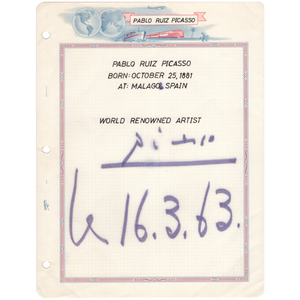 PABLO RUIZ PICASSO
PABLO RUIZ PICASSO
BORN: OCTOBER 25, 1881
AT: MALAGA, SPAIN
WORLD RENOWNED ARTIST
Picasso
le 16.3.63.